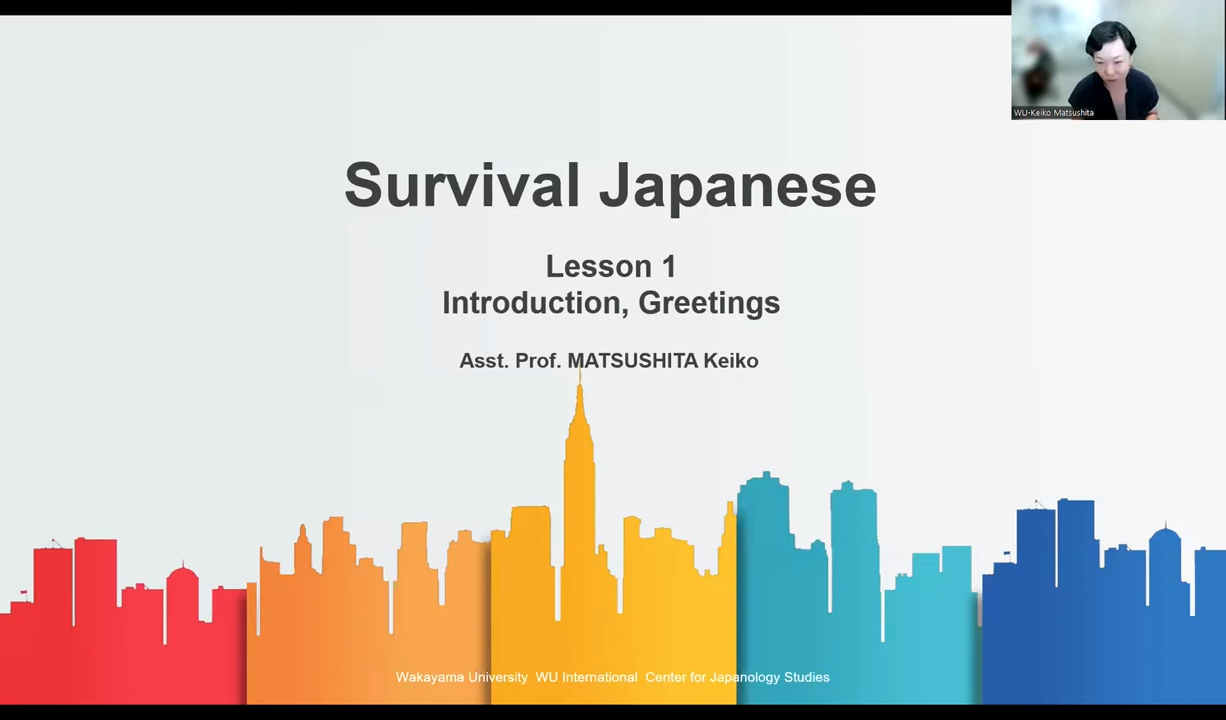 WU-Keiko Matsushita
Survival Japanese
Lesson 1
Introduction, Greetings
Asst. Prof. MATSUSHITA Keiko
Wakayama University  WU International  Center for Japanology Studies